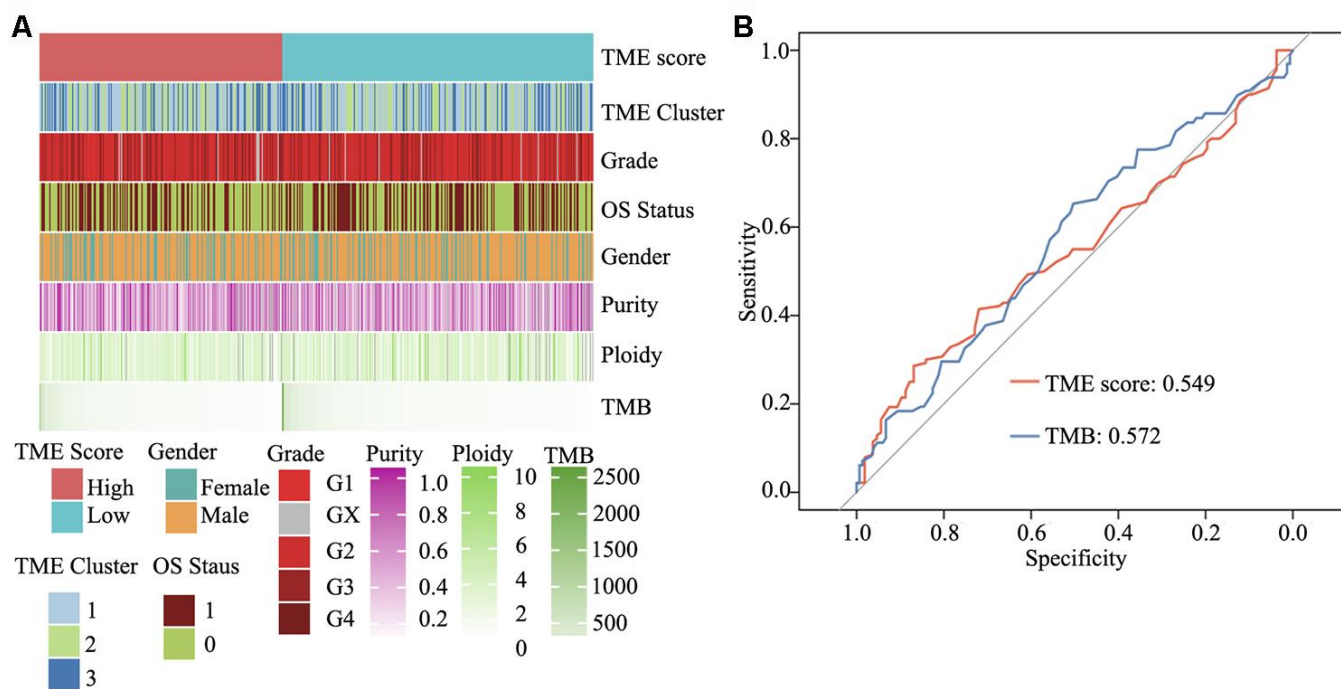 A
TME score
TME Cluster
Grade
OS Status
Gender
Purity
Ploidy
TMB
TME Score
High
Low
Gender
Female
Male
Grade
G1
GX
G2
G3
G4
Purity
1.0
0.8
0.6
0.4
0.2
Ploidy
10
8
6
4
2
0
TMB
2500
2000
1500
1000
500
TME Cluster
1
2
3
OS Staus
1
0
B
Sensitivity
1.0
0.8
0.6
0.4
0.2
0.0
TME score: 0.549
TMB: 0.572
1.0 0.8 0.6 0.4 0.2 0.0
Specificity